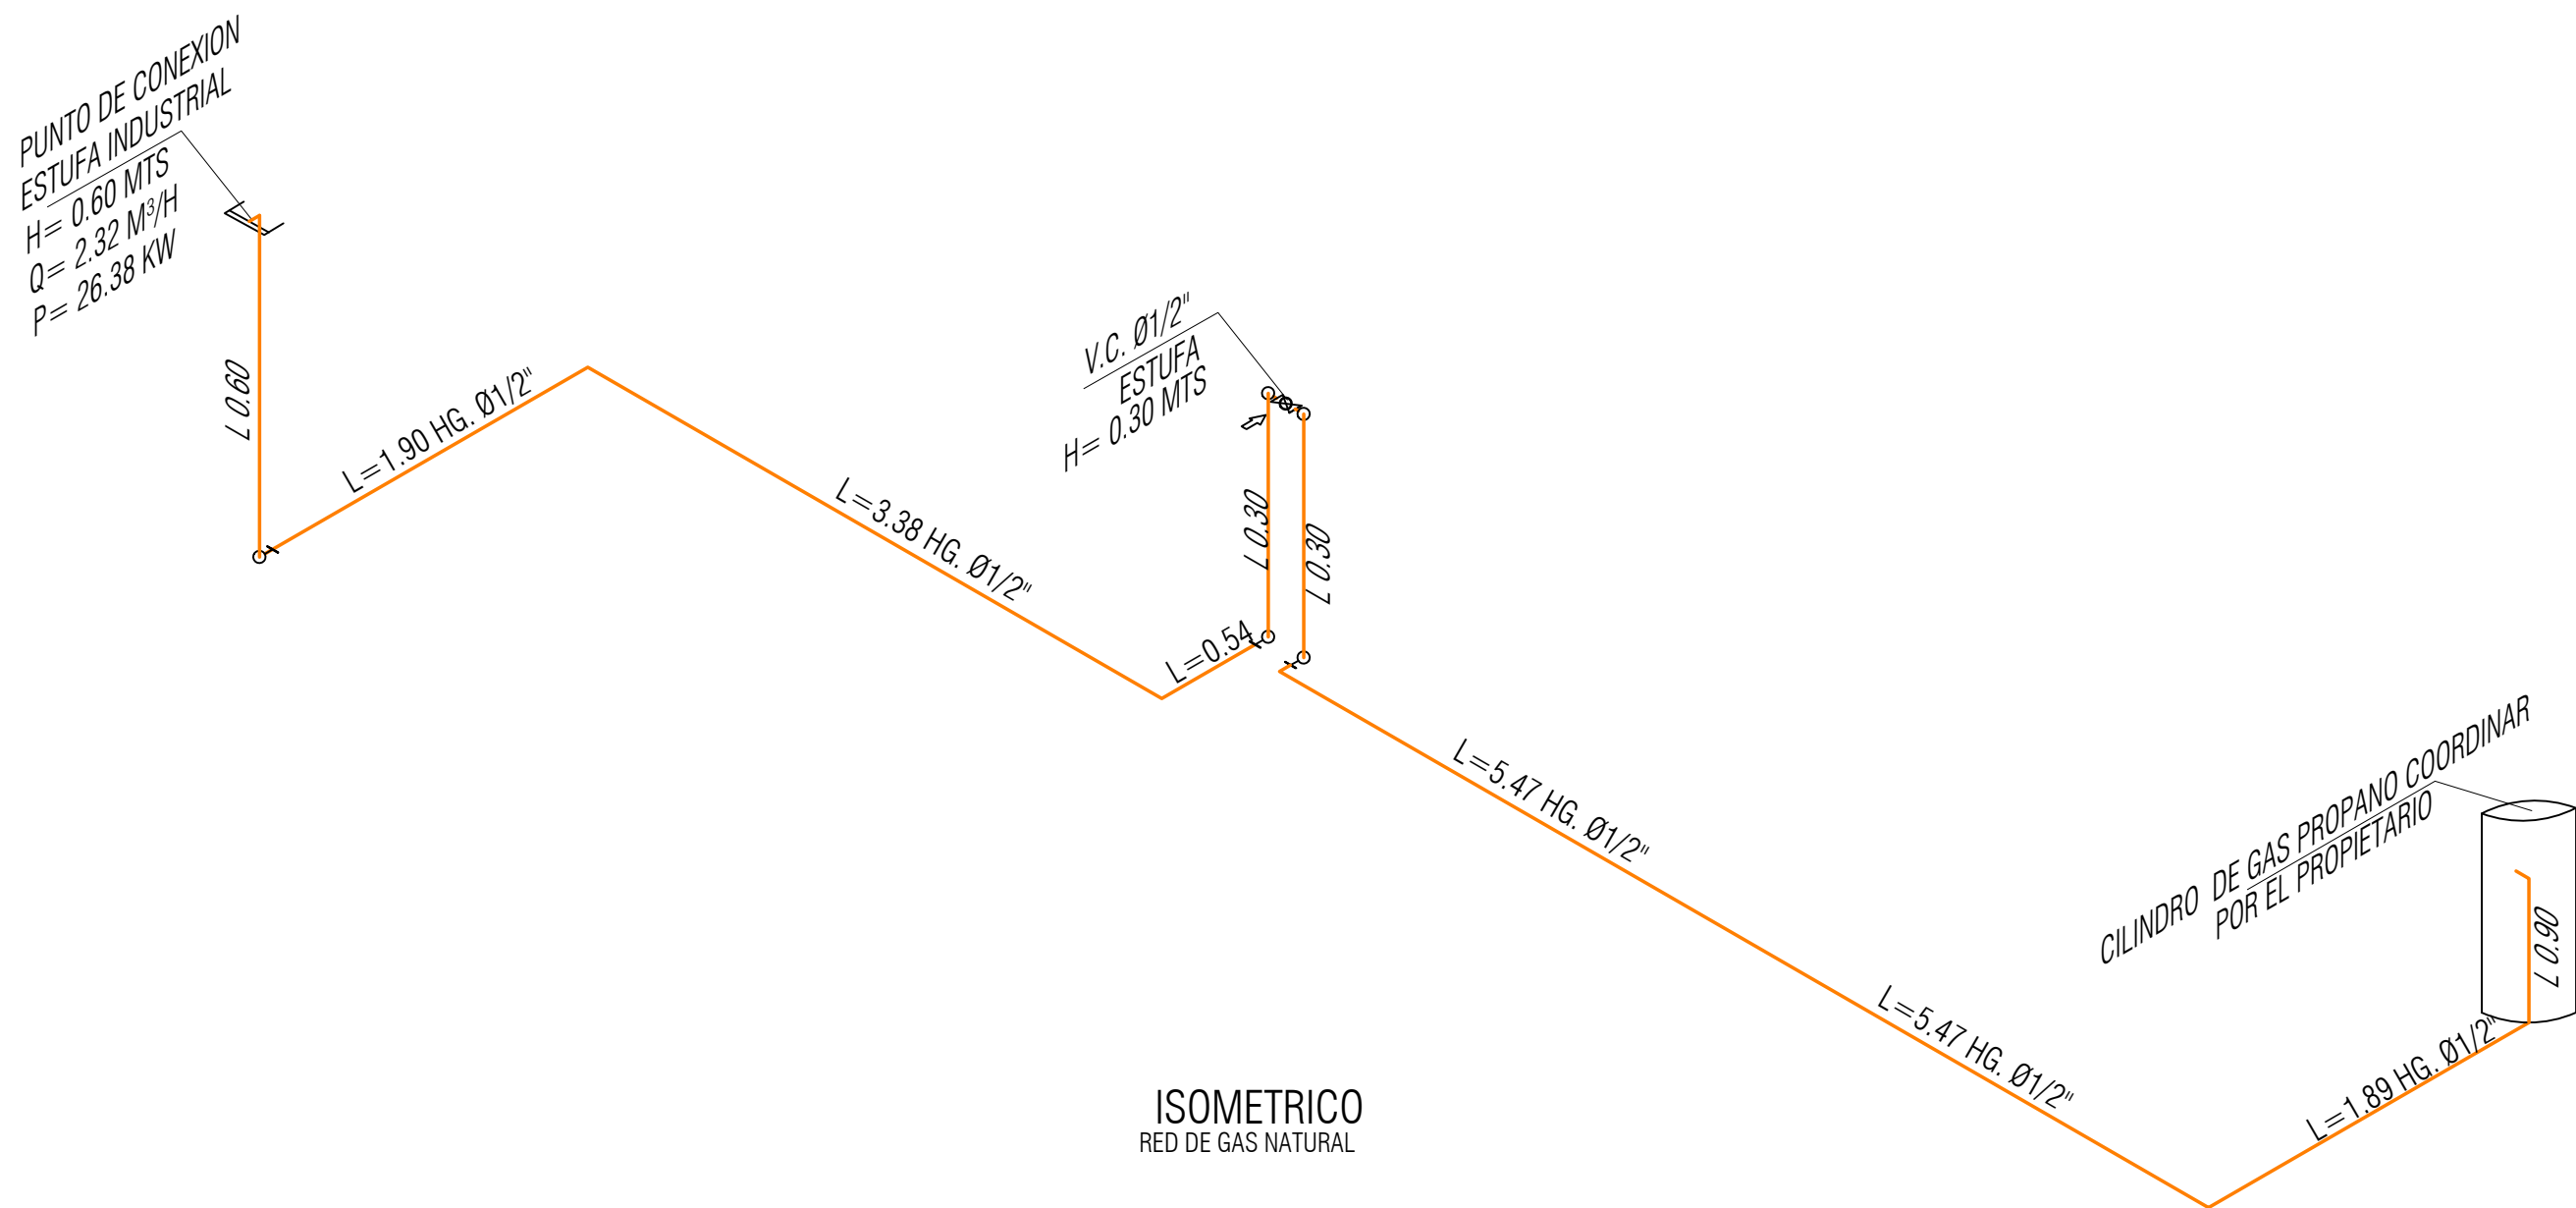 PUNTO DE CONEXION
ESTUFA INDUSTRIAL
H= 0.60 MTS
Q= 2.32 M³/H
P= 26.38 KW
L 0.60
L=1.90 HG. Ø1/2"
L=3.38 HG. Ø1/2"
V.C. Ø1/2"
ESTUFA
H= 0.30 MTS
L 0.30
L 0.30
L=0.54
L=5.47 HG. Ø1/2"
L=5.47 HG. Ø1/2"
CILINDRO DE GAS PROPANO COORDINAR
POR EL PROPIETARIO
L 0.90
L=1.89 HG. Ø1/2"
ISOMETRICO
RED DE GAS NATURAL